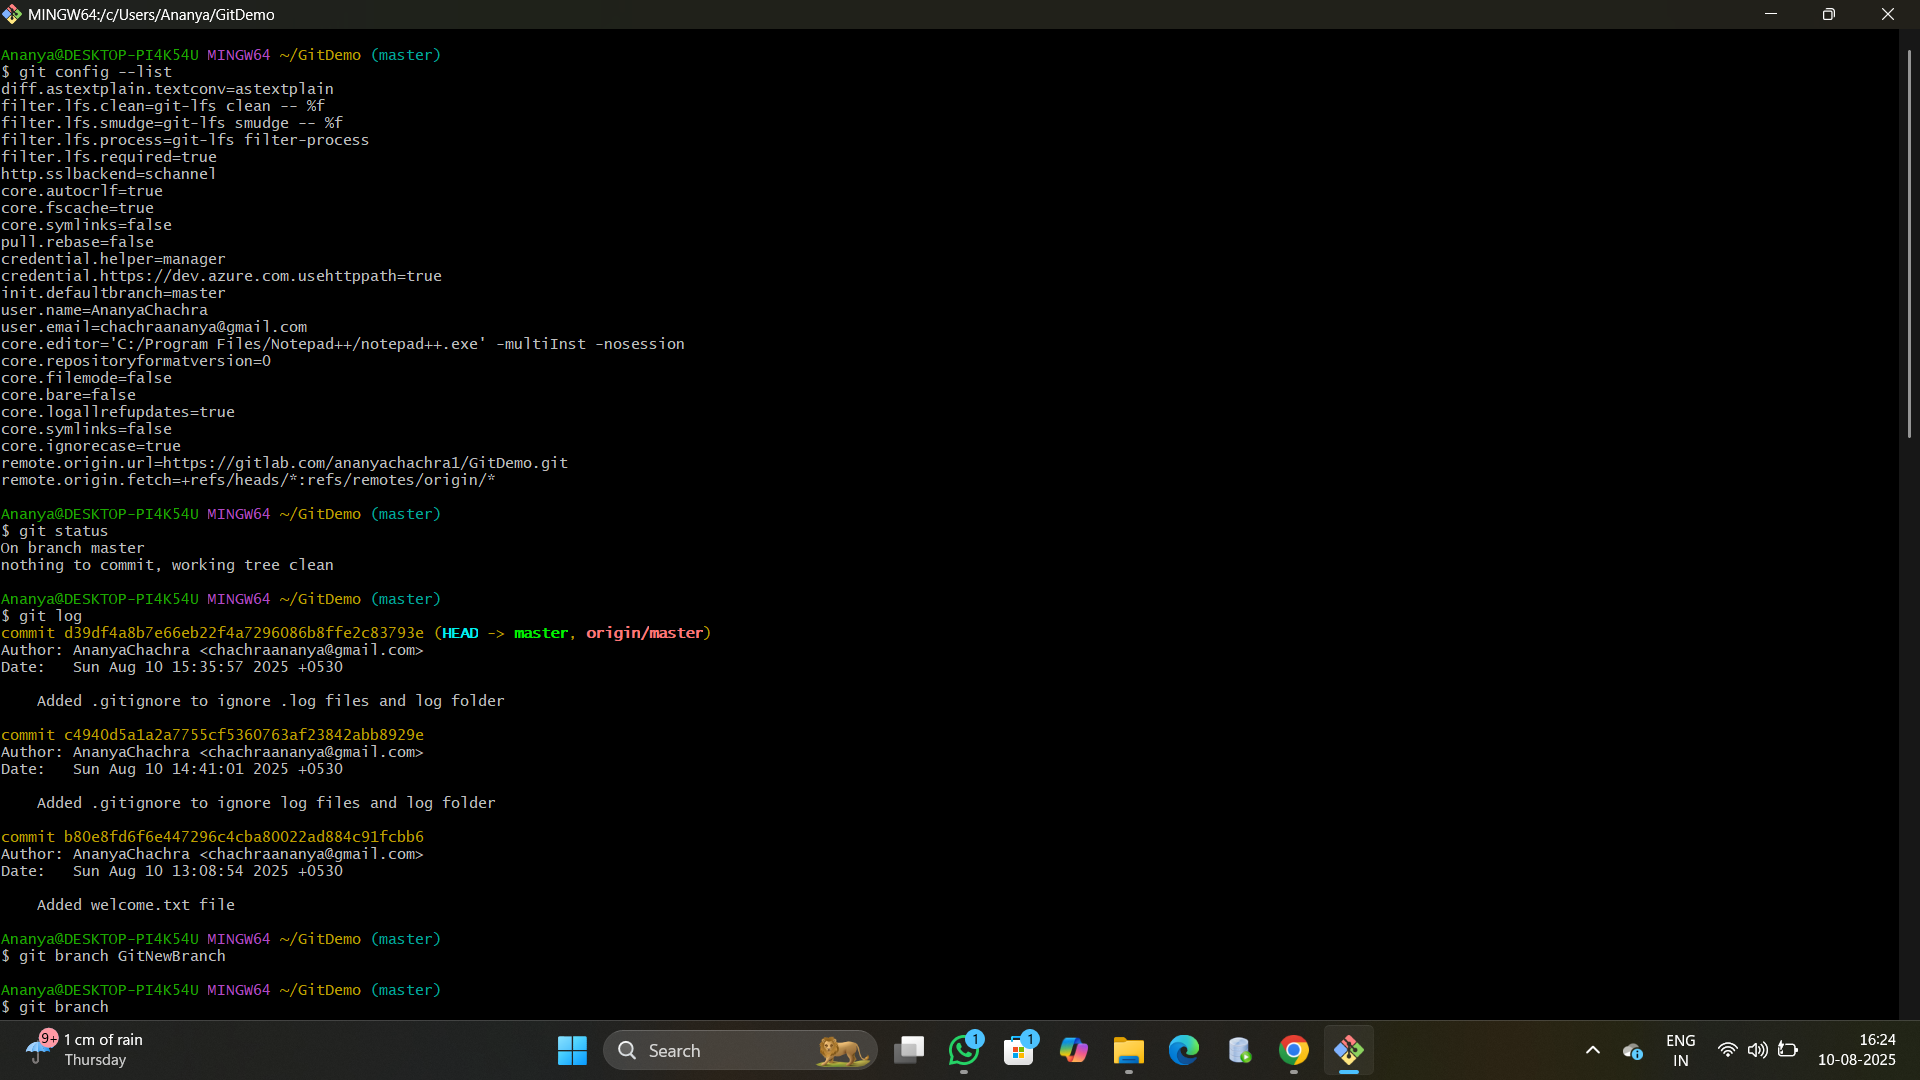 MINGW64:/c/Users/Ananya/GitDemo
Ananya@DESKTOP-PI4K54U MINGW64 ~/GitDemo (master)
$ git config --list
diff.astextplain.textconv=astextplain
filter.lfs.clean=git-lfs clean -- %f
filter.lfs.smudge=git-lfs smudge -- %f
filter.lfs.process=git-lfs filter-process
filter.lfs.required=true
http.sslbackend=schannel
core.autocrlf=true
core.fscache=true
core.symlinks=false
pull.rebase=false
credential.helper=manager
credential.https://dev.azure.com.usehttppath=true
init.defaultbranch=master
user.name=AnanyaChachra
user.email=chachraananya@gmail.com
core.editor='C:/Program Files/Notepad++/notepad++.exe' -multiInst -nosession
core.repositoryformatversion=0
core.filemode=false
core.bare=false
core.logallrefupdates=true
core.symlinks=false
core.ignorecase=true
remote.origin.url=https://gitlab.com/ananyachachra1/GitDemo.git
remote.origin.fetch=+refs/heads/*:refs/remotes/origin/*
Ananya@DESKTOP-PI4K54U MINGW64 ~/GitDemo (master)
$ git status
On branch master
nothing to commit, working tree clean
Ananya@DESKTOP-PI4K54U MINGW64 ~/GitDemo (master)
$ git log
commit d39df4a8b7e66eb22f4a7296086b8ffe2c83793e (HEAD -> master, origin/master)
Author: AnanyaChachra <chachraananya@gmail.com>
Date:   Sun Aug 10 15:35:57 2025 +0530
    Added .gitignore to ignore .log files and log folder
commit c4940d5a1a2a7755cf5360763af23842abb8929e
Author: AnanyaChachra <chachraananya@gmail.com>
Date:   Sun Aug 10 14:41:01 2025 +0530
    Added .gitignore to ignore log files and log folder
commit b80e8fd6f6e447296c4cba80022ad884c91fcbb6
Author: AnanyaChachra <chachraananya@gmail.com>
Date:   Sun Aug 10 13:08:54 2025 +0530
    Added welcome.txt file
Ananya@DESKTOP-PI4K54U MINGW64 ~/GitDemo (master)
$ git branch GitNewBranch
Ananya@DESKTOP-PI4K54U MINGW64 ~/GitDemo (master)
$ git branch
9+
1 cm of rain
Thursday
Search
1
1
ENG
IN
16:24
10-08-2025